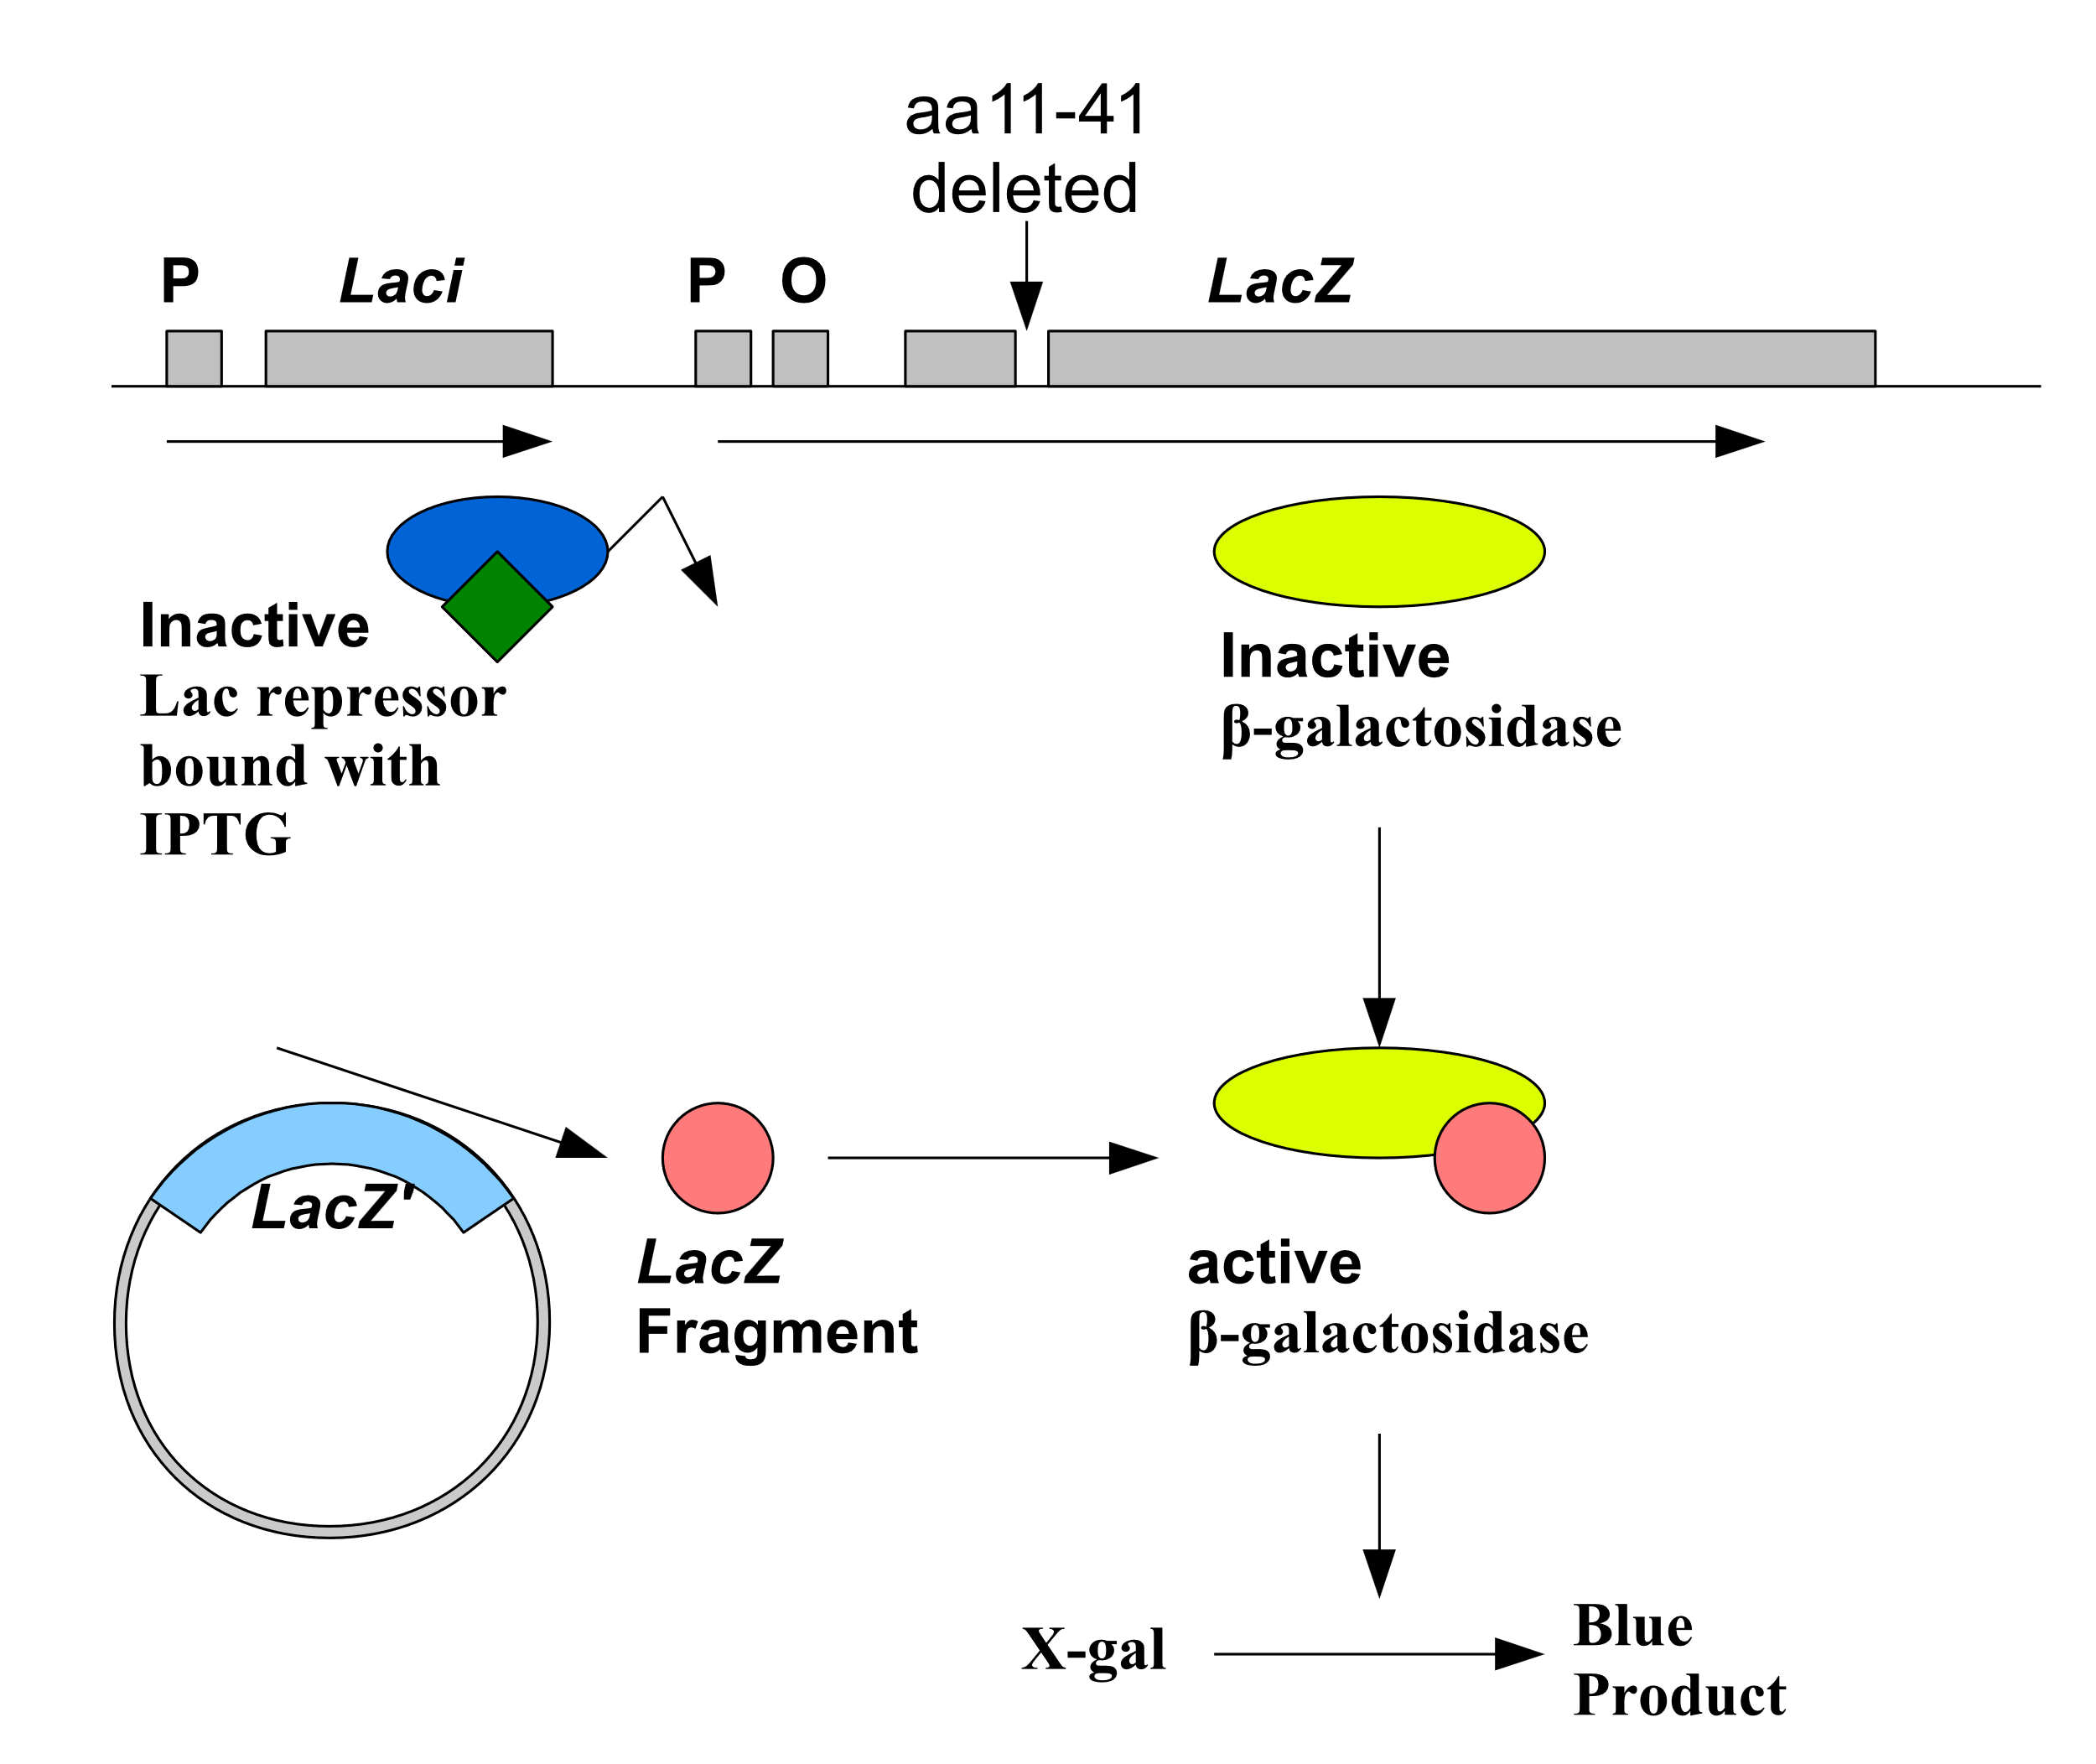 aa11-41
deleted
P
Laci
P
O
LacZ
Inactive
Lac repressor
bound with
IPTG
Inactive
β-galactosidase
LacZ'
LacZ
Fragment
active
β-galactosidase
X-gal
Blue
Product